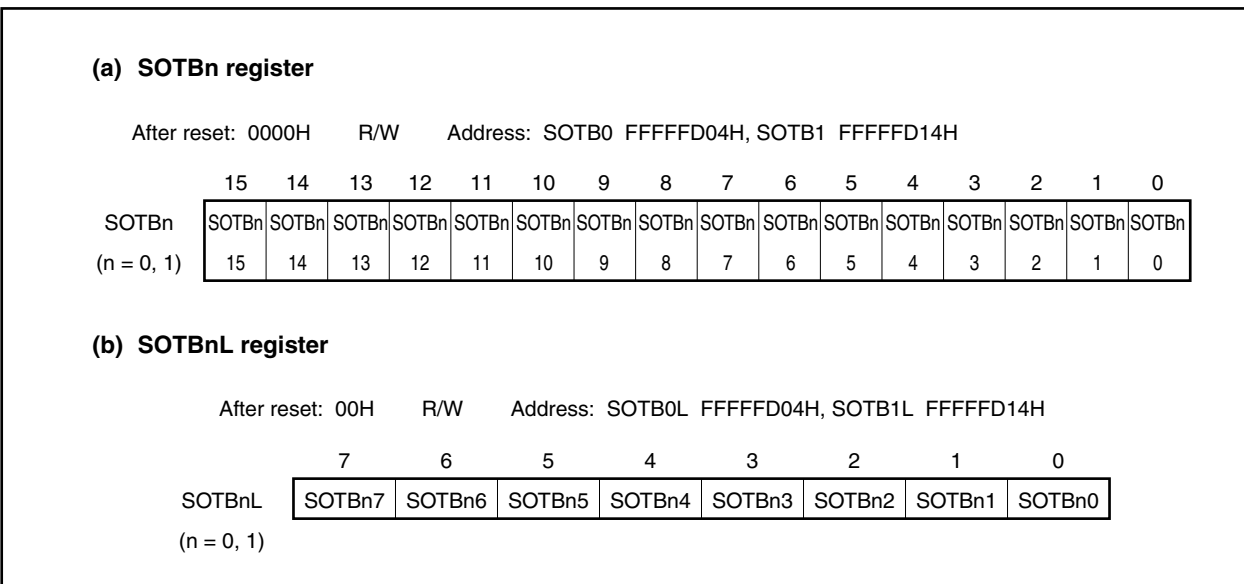 (a) SOTBn register
After reset: 0000H R/W Address: SOTB0 FFFFFD04H, SOTB1 FFFFFD14H
15 14 13 12 11 10 9 8 7 6 5 4 3 2 1 0
SOTBn SOTBn SOTBn SOTBn SOTBn SOTBn SOTBn SOTBn SOTBn SOTBn SOTBn SOTBn SOTBn SOTBn SOTBn SOTBn SOTBn
(n = 0, 1) 15 14 13 12 11 10 9 8 7 6 5 4 3 2 1 0
(b) SOTBnL register
After reset: 00H R/W Address: SOTB0L FFFFFD04H, SOTB1L FFFFFD14H
7 6 5 4 3 2 1 0
SOTBnL SOTBn7 SOTBn6 SOTBn5 SOTBn4 SOTBn3 SOTBn2 SOTBn1 SOTBn0
(n = 0, 1)